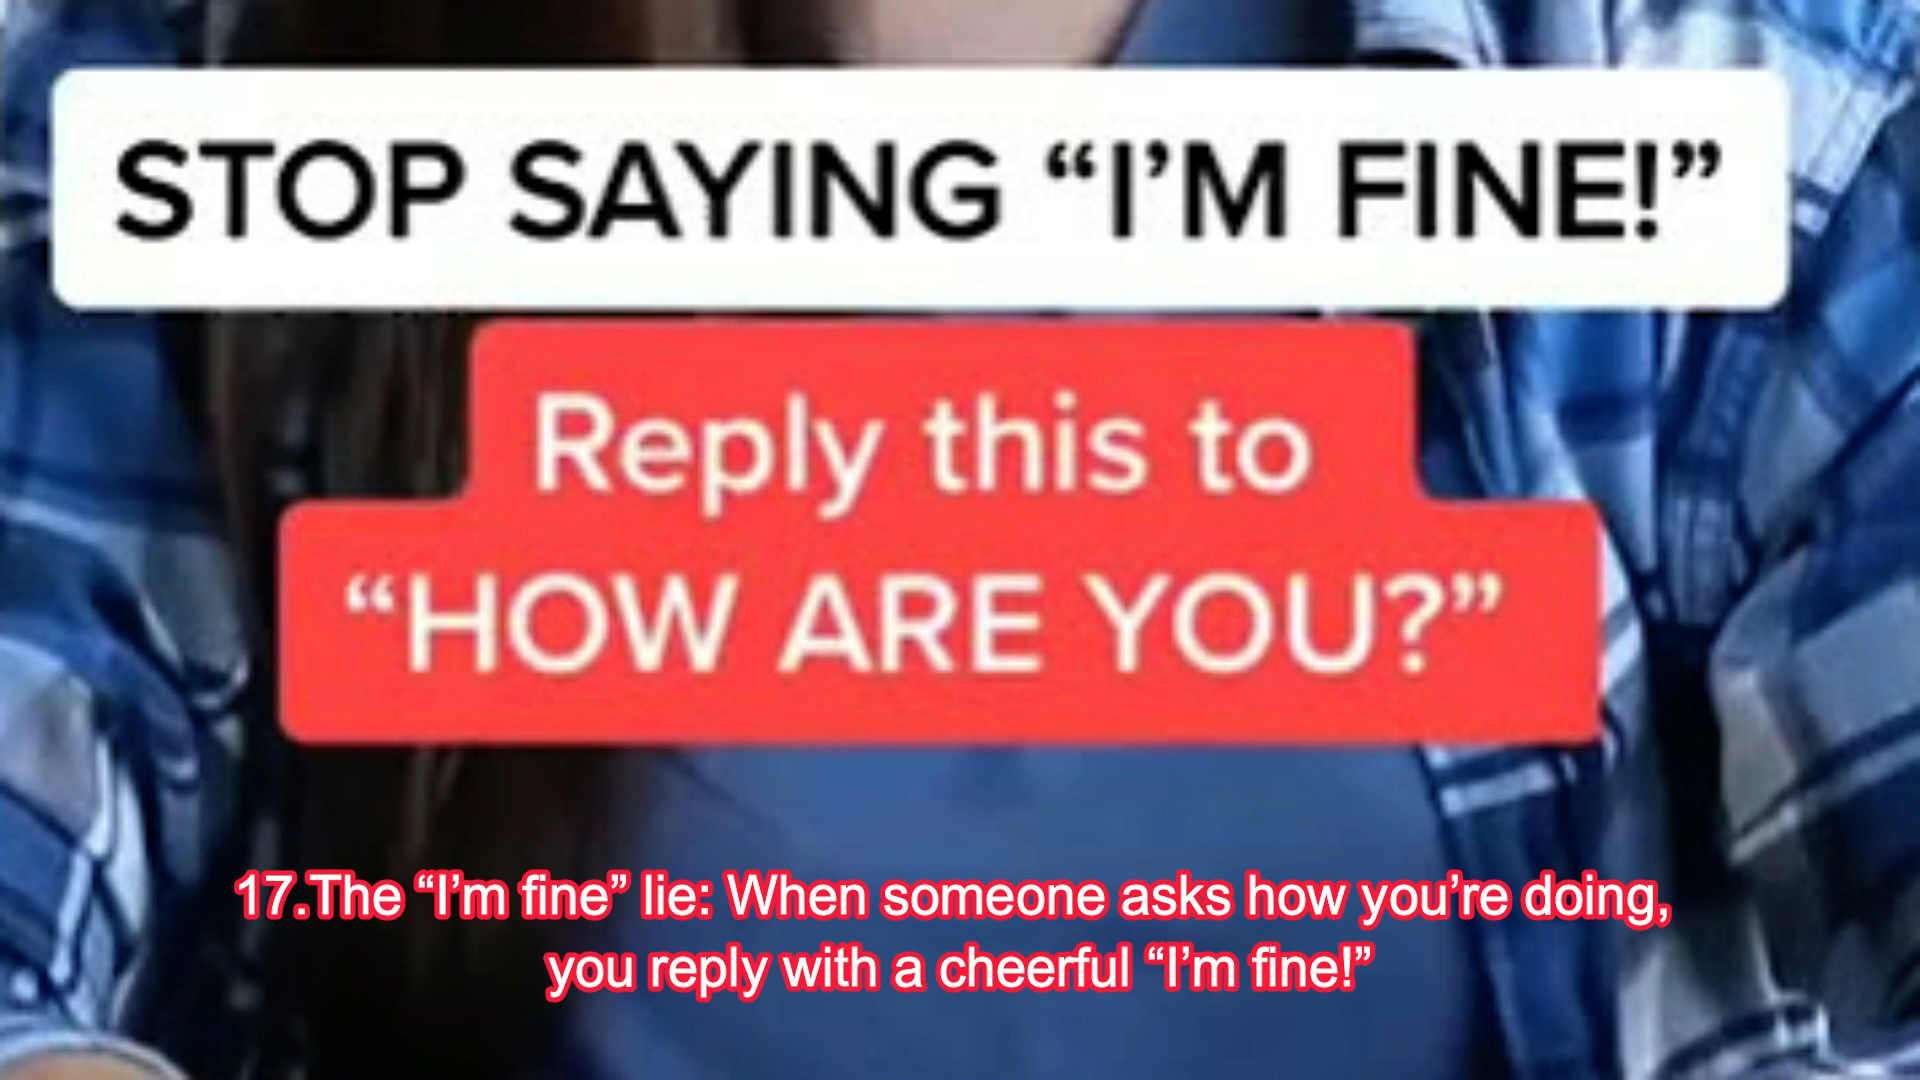 STOP SAYING “I’M FINE!”
Reply this to
“HOW ARE YOU?”
17.The “I’m fine” lie: When someone asks how you’re doing,
you reply with a cheerful “I’m fine!”